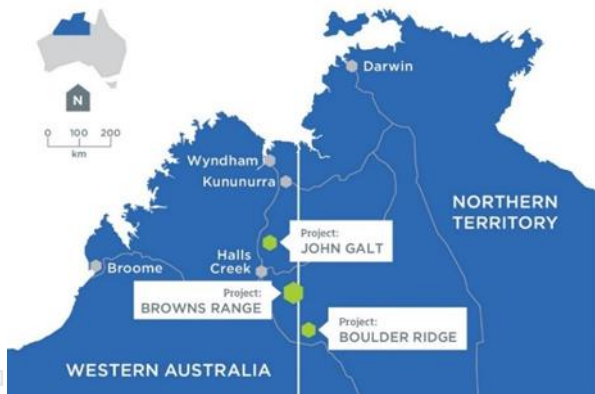 N
0 100 200
km
Darwin
Wyndham
Kununurra
NORTHERN
TERRITORY
Project:
JOHN GALT
Halls
Creek
Broome
Project:
BROWNS RANGE
Project:
BOULDER RIDGE
WESTERN AUSTRALIA